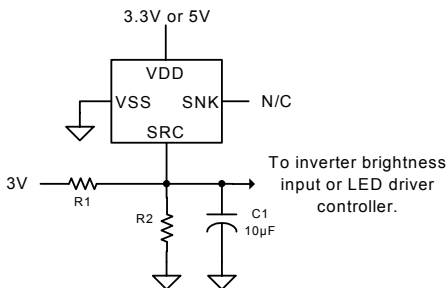 3.3V or 5V
VDD
VSS SNK N/C
SRC
3V
R1
R2
C1
10µF
To inverter brightness
input or LED driver
controller.